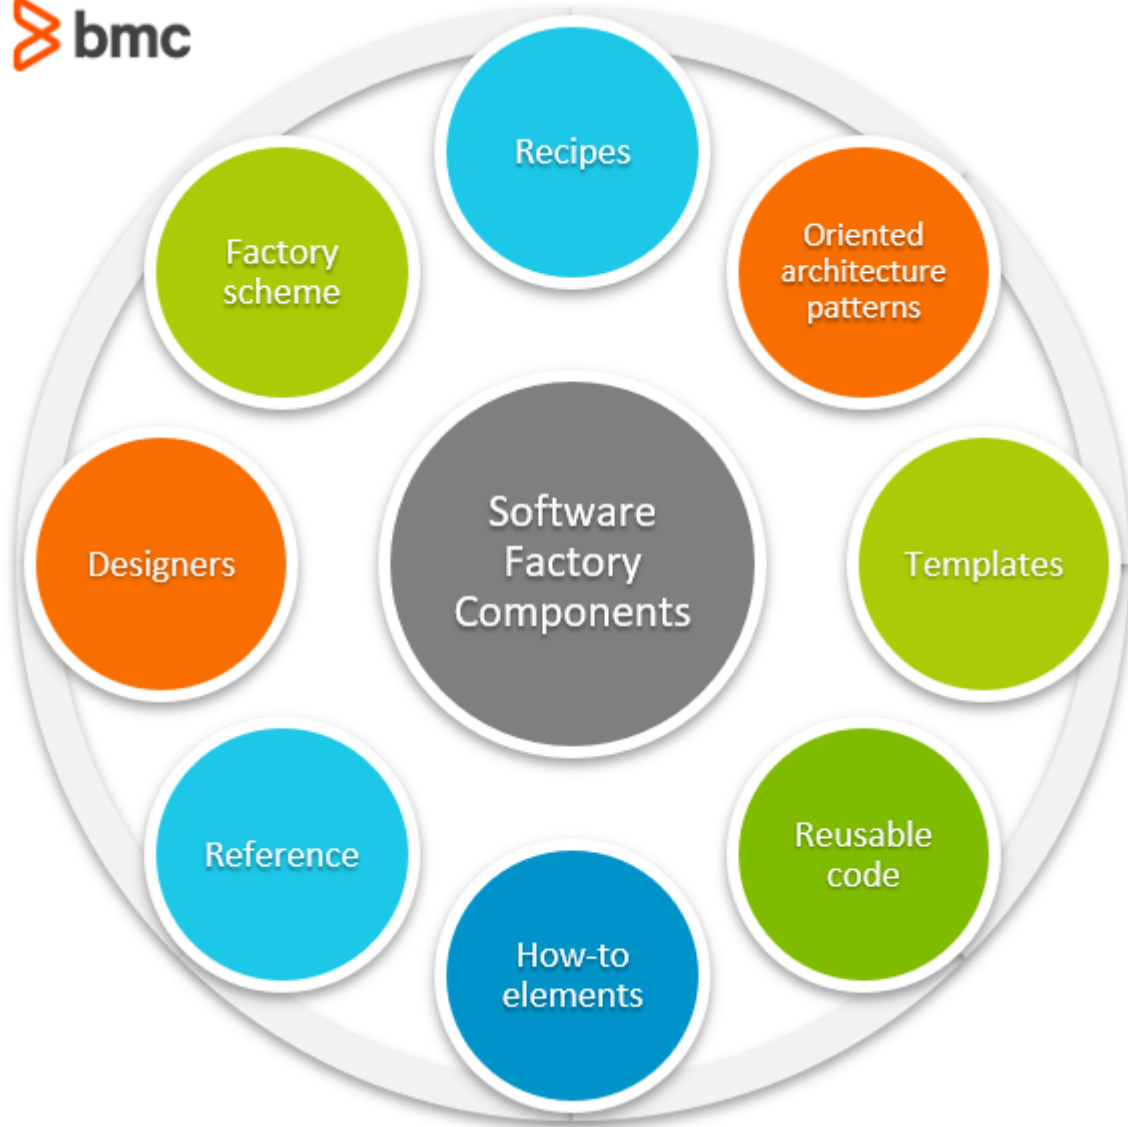 bmc
Recipes
Oriented
architecture
patterns
Factory
scheme
Software
Factory
Components
Designers
Templates
Reference
Reusable
code
How-to
elements